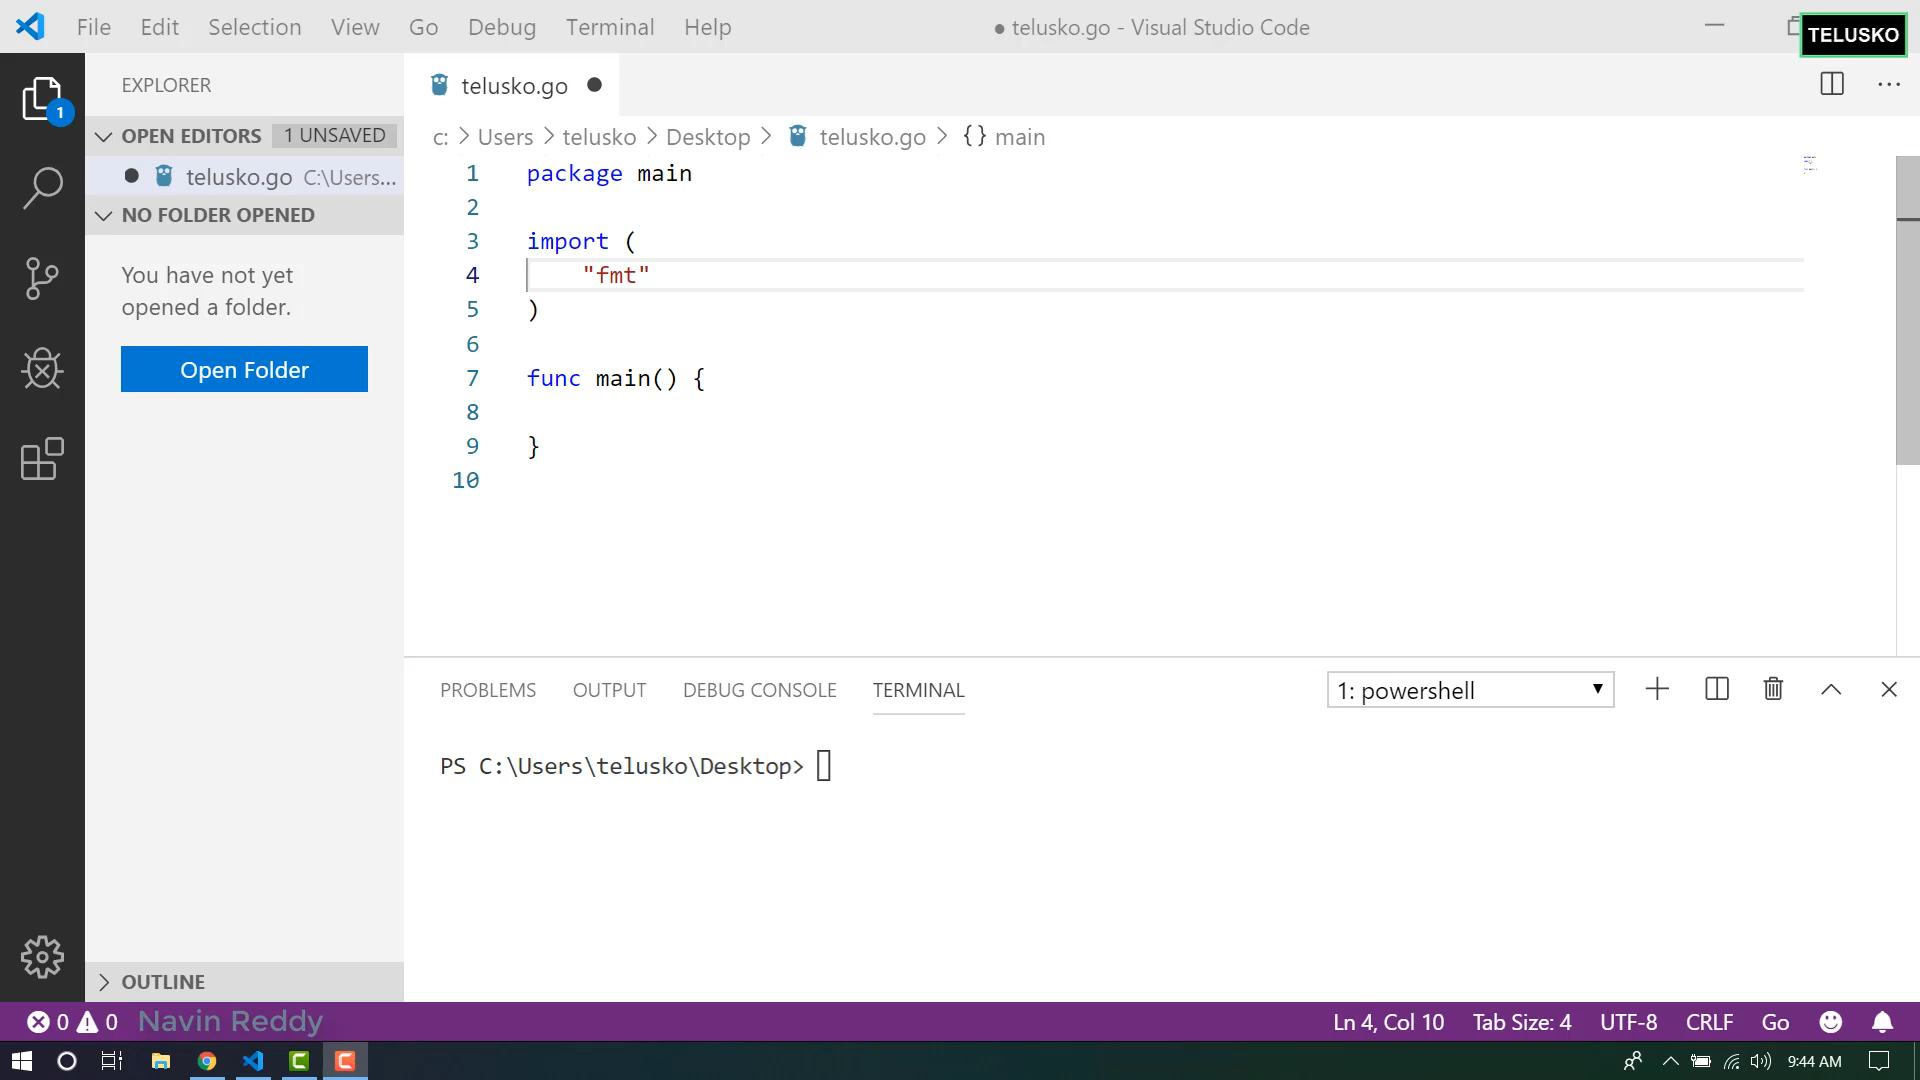 File Edit Selection View Go Debug Terminal Help
● telusko.go - Visual Studio Code
TELUSKO
EXPLORER
OPEN EDITORS 1 UNSAVED
telusko.go C:\Users...
NO FOLDER OPENED
You have not yet
opened a folder.
Open Folder
OUTLINE
1
telusko.go
c: > Users > telusko > Desktop > telusko.go > {} main
1 package main
2
3 import (
4 "fmt"
5 )
6
7 func main() {
8
9 }
10
PROBLEMS OUTPUT DEBUG CONSOLE TERMINAL
1: powershell
PS C:\Users\telusko\Desktop>
0 0 Navin Reddy
Ln 4, Col 10 Tab Size: 4 UTF-8 CRLF Go
9:44 AM